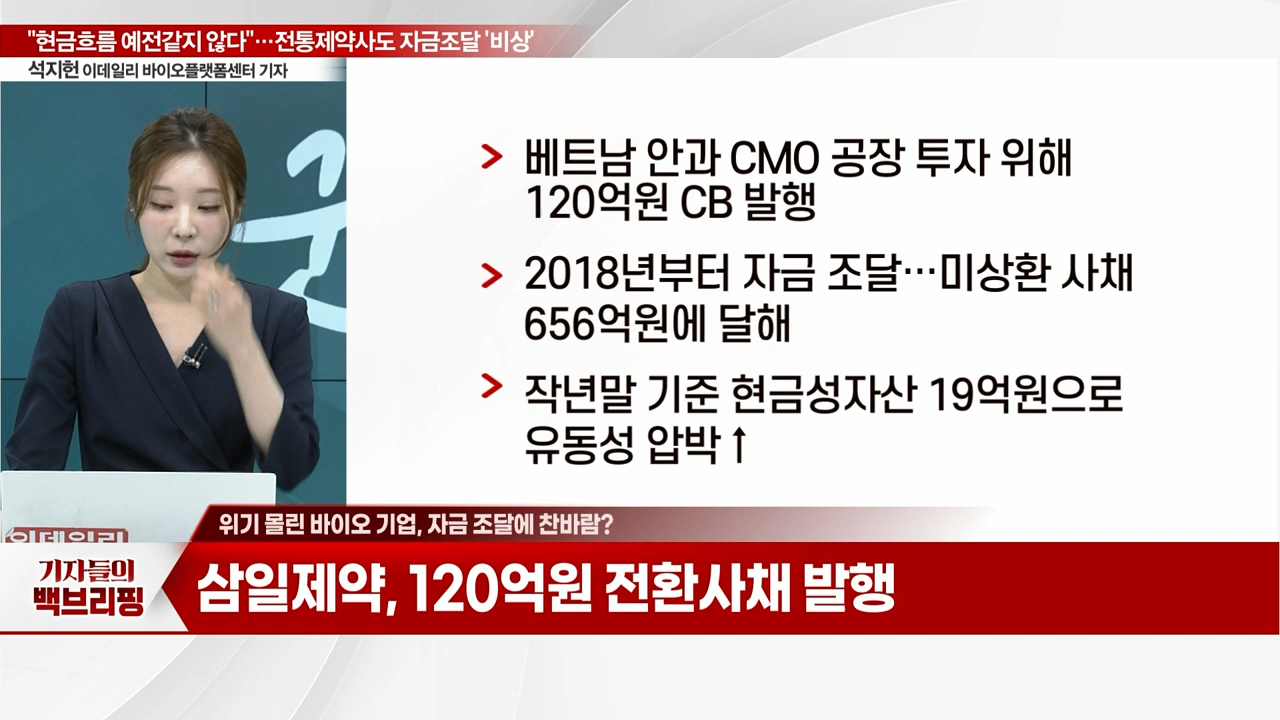 "현금흐름 예전같지 않다"…전통제약사도 자금조달 '비상'
석지헌 이데일리 바이오플랫폼센터 기자
> 베트남 안과 CMO 공장 투자 위해
120억원 CB 발행
> 2018년부터 자금 조달…미상환 사채
656억원에 달해
> 작년말 기준 현금성자산 19억원으로
유동성 압박↑
위기 몰린 바이오 기업, 자금 조달에 찬바람?
이데일리
기자들의
백브리핑
삼일제약, 120억원 전환사채 발행